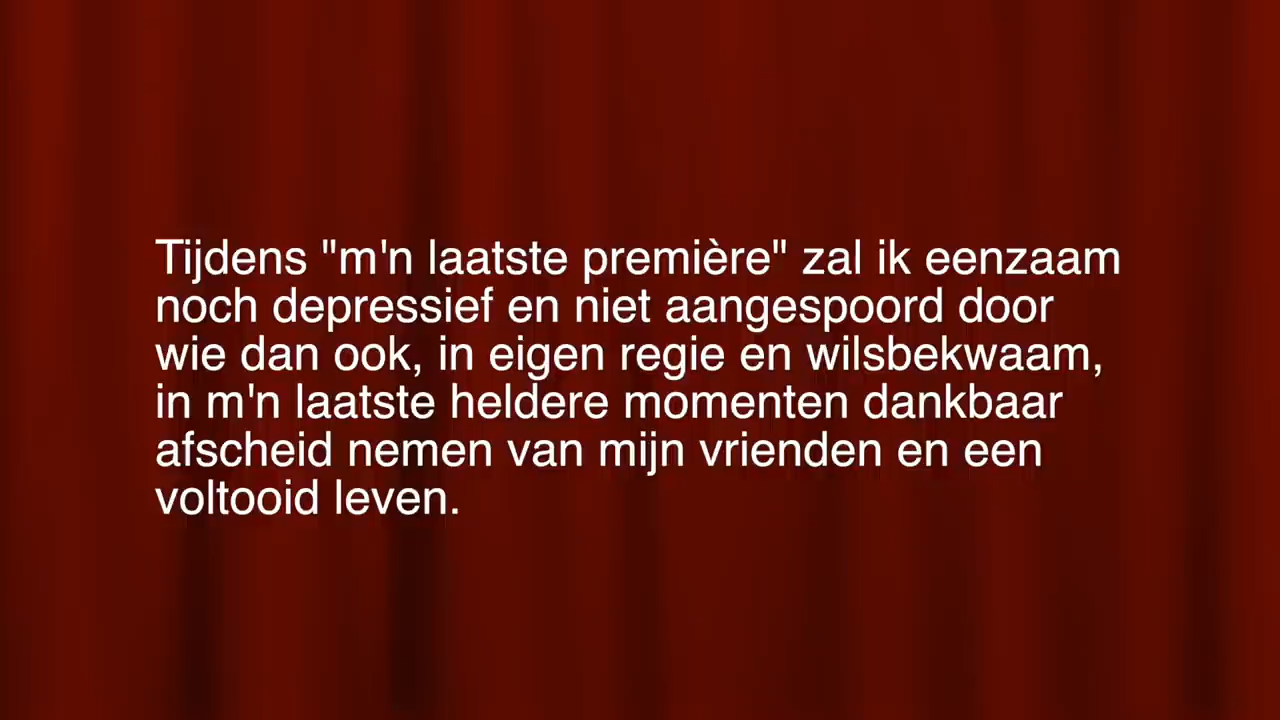 Tijdens "m'n laatste première" zal ik eenzaam
noch depressief en niet aangespoord door
wie dan ook, in eigen regie en wilsbekwaam,
in m'n laatste heldere momenten dankbaar
afscheid nemen van mijn vrienden en een
voltooid leven.